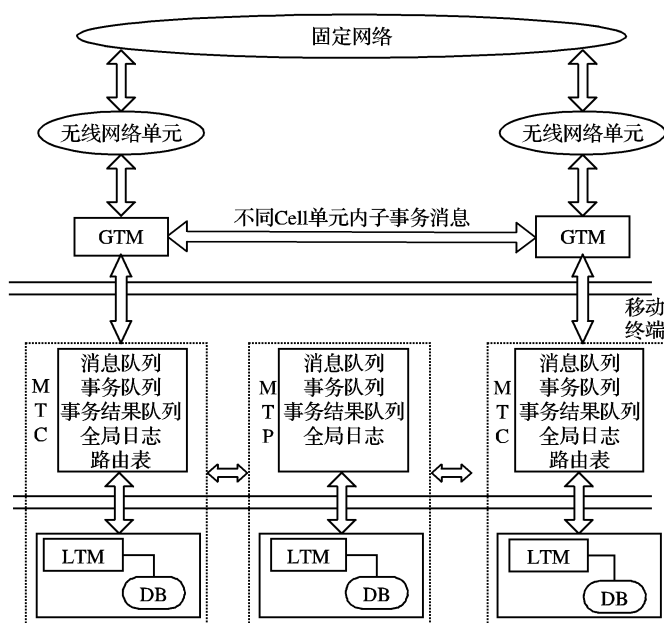 固定网络
无线网络单元
无线网络单元
不同Cell单元内子事务消息
GTM
GTM
移动
终端
MTC
消息队列
事务队列
事务结果队列
全局日志
路由表
MTP
消息队列
事务队列
事务结果队列
全局日志
MTC
消息队列
事务队列
事务结果队列
全局日志
路由表
LTM
DB
LTM
DB
LTM
DB